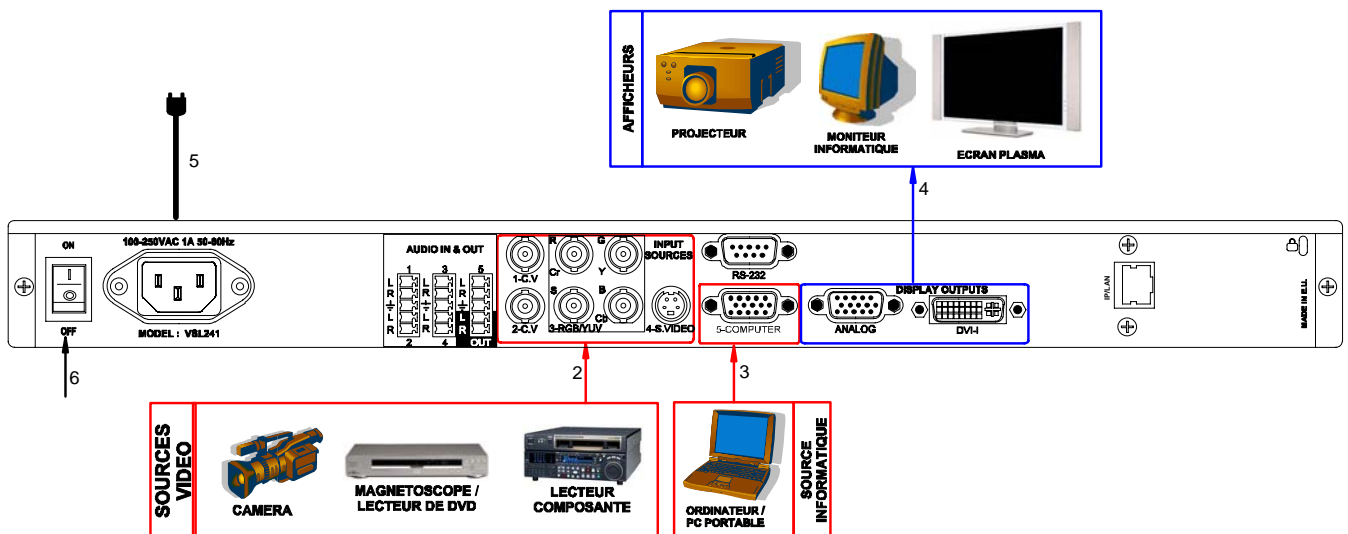 AFFICHEURS
PROJECTEUR
MONITEUR
INFORMATIQUE
ECRAN PLASMA
5
4
ON
OFF
100-250VAC 1A 50-60Hz
MODEL : VSL241
AUDIO IN & OUT
1 3 5
L
R
L
R
2 4 OUT
1-C.V
2-C.V
R G
Cr Y
S B
Cb
3-RGB/YUV
INPUT
SOURCES
4-S.VIDEO
RS-232
5-COMPUTER
DISPLAY OUTPUTS
ANALOG
DVI-I
IP/LAN
MADE IN E.U.
6
2
3
SOURCES
VIDEO
CAMERA
MAGNETOSCOPE /
LECTEUR DE DVD
LECTEUR
COMPOSANTE
ORDINATEUR /
PC PORTABLE
SOURCE
INFORMATIQUE